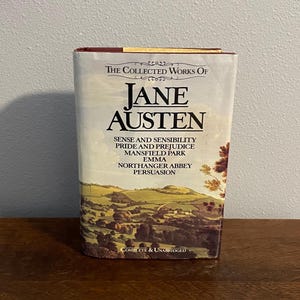 THE COLLECTED WORKS OF
JANE
AUSTEN
SENSE AND SENSIBILITY
PRIDE AND PREJUDICE
MANSFIELD PARK
EMMA
NORTHANGER ABBEY
PERSUASION
COMPLETE & UNABRIDGED